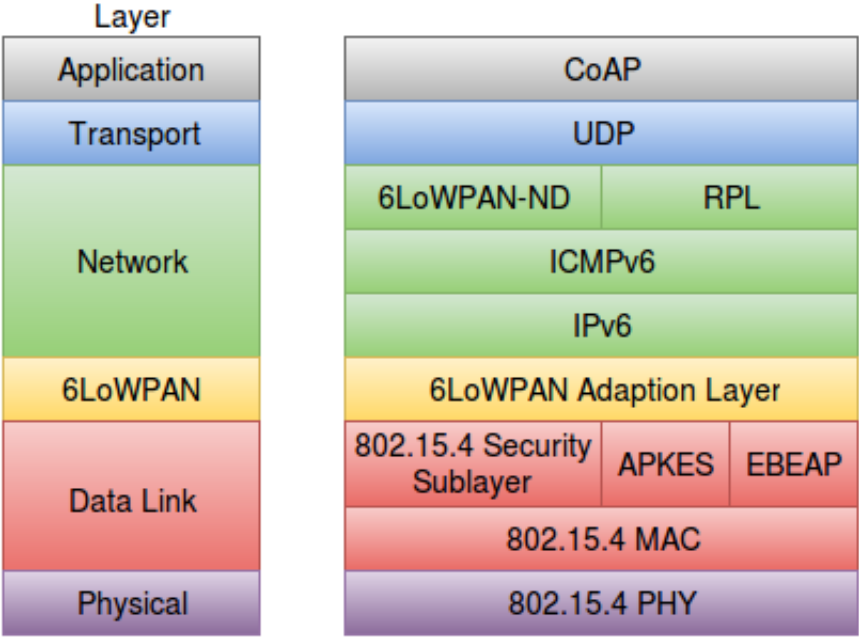 Layer
Application
CoAP
Transport
UDP
Network
6LoWPAN-ND
RPL
ICMPv6
IPv6
6LoWPAN
6LoWPAN Adaption Layer
Data Link
802.15.4 Security
Sublayer
APKES
EBEAP
802.15.4 MAC
Physical
802.15.4 PHY